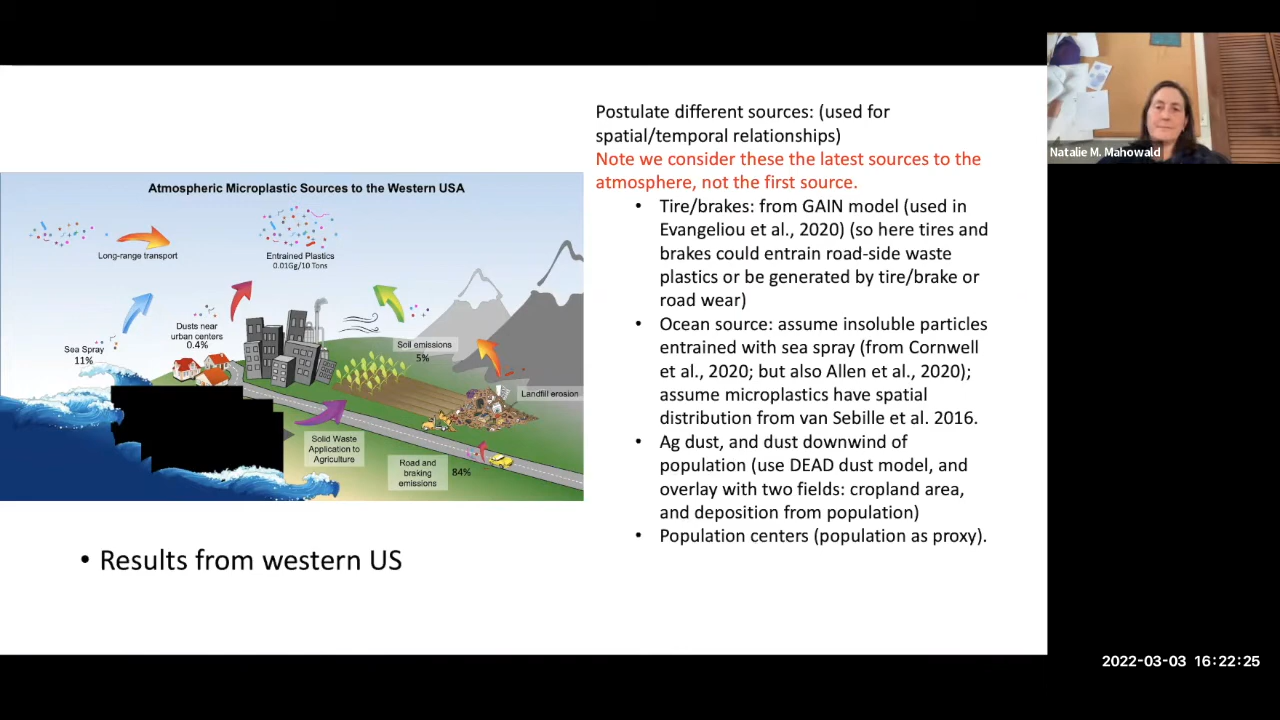 Postulate different sources: (used for
spatial/temporal relationships)
Note we consider these the latest sources to the
atmosphere, not the first source.
• Tire/brakes: from GAIN model (used in
Evangeliou et al., 2020) (so here tires and
brakes could entrain road-side waste
plastics or be generated by tire/brake or
road wear)
• Ocean source: assume insoluble particles
entrained with sea spray (from Cornwell
et al., 2020; but also Allen et al., 2020);
assume microplastics have spatial
distribution from van Sebille et al. 2016.
• Ag dust, and dust downwind of
population (use DEAD dust model, and
overlay with two fields: cropland area,
and deposition from population)
• Population centers (population as proxy).
Atmospheric Microplastic Sources to the Western USA
Long-range transport
Entrained Plastics
0.01Gg/10 Tons
Dusts near
urban centers
0.4%
Sea Spray
11%
Soil emissions
5%
Landfill erosion
Solid Waste
Application to
Agriculture
Road and
braking
emissions
84%
• Results from western US
Natalie M. Mahowald
2022-03-03 16:22:25